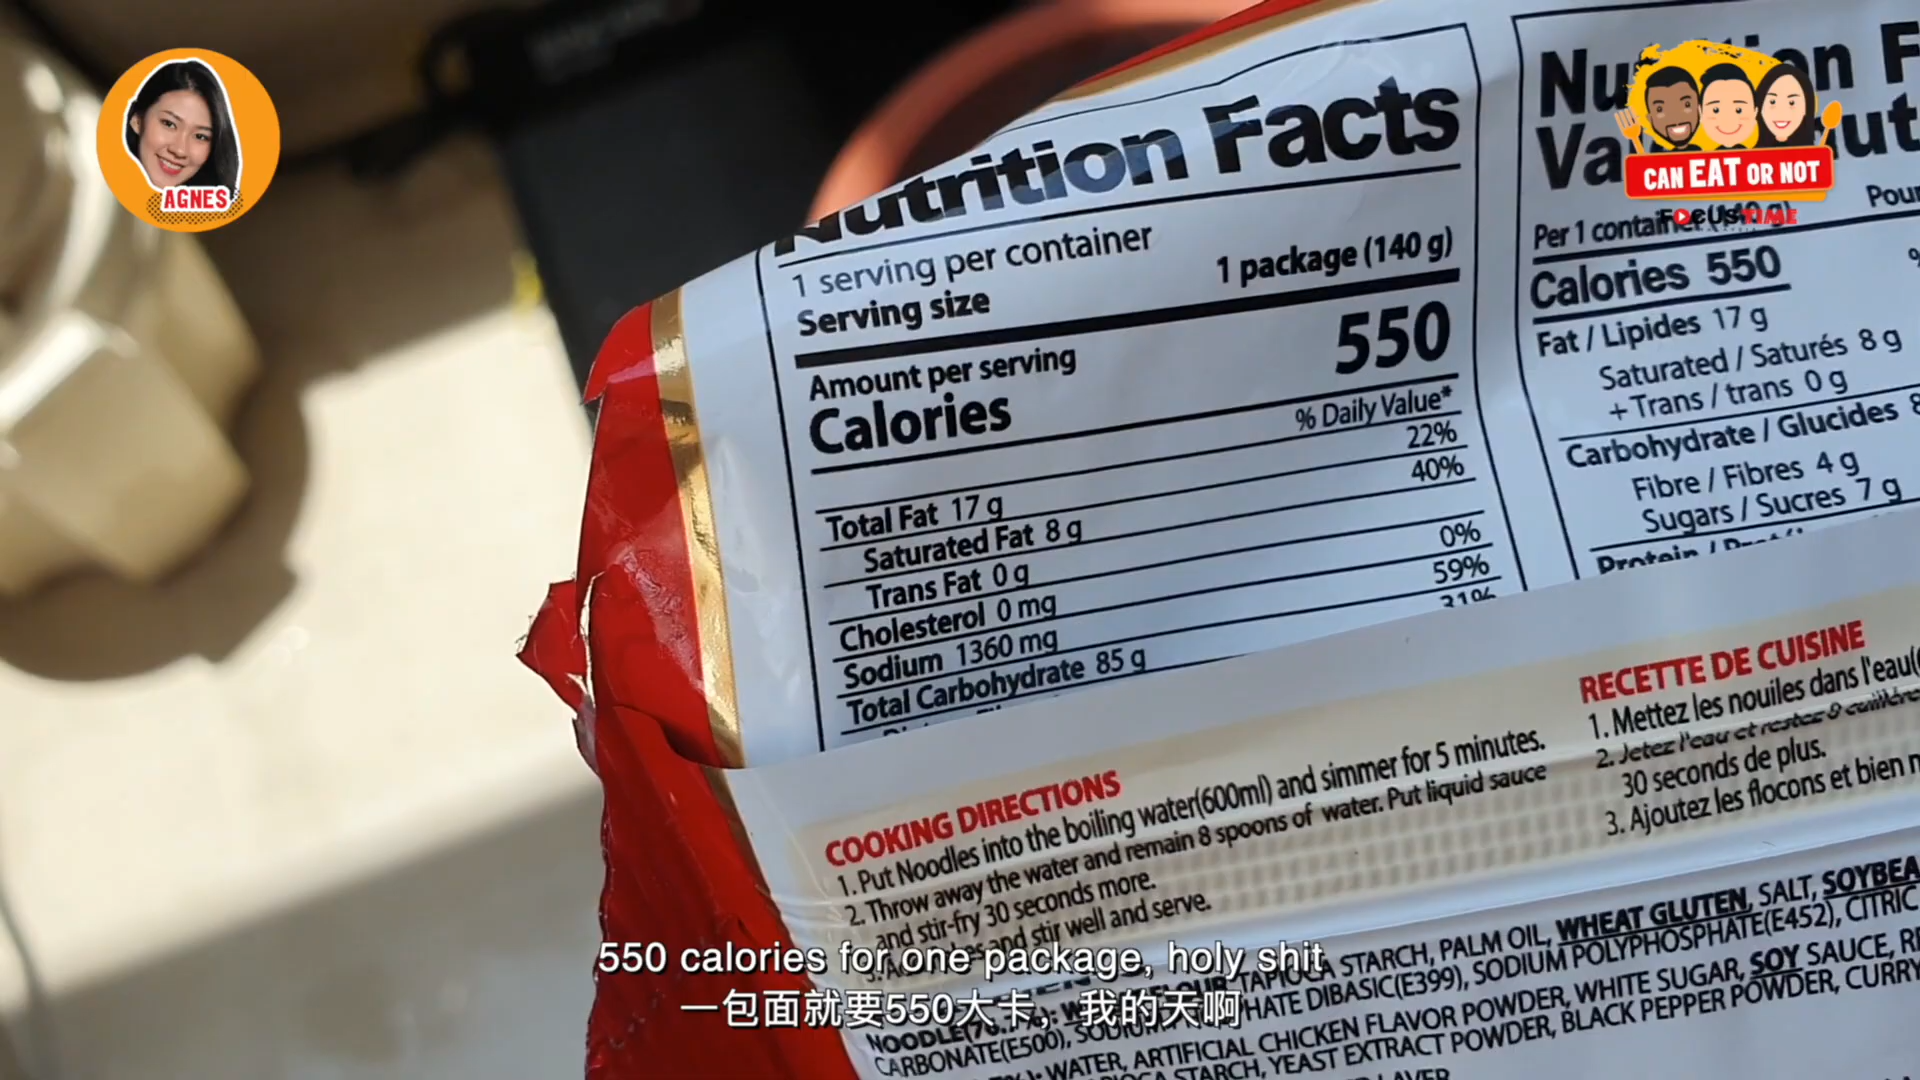 AGNES
CAN EAT OR NOT
FOCUS TIME
Nutrition Facts
1 serving per container
Serving size 1 package (140 g)
Amount per serving
Calories 550
% Daily Value*
Total Fat 17 g 22%
Saturated Fat 8 g 40%
Trans Fat 0 g
Cholesterol 0 mg 0%
Sodium 1360 mg 59%
Total Carbohydrate 85 g 31%
Per 1 container (140 g)
Calories 550
Fat / Lipides 17 g
Saturated / Saturés 8 g
+ Trans / trans 0 g
Carbohydrate / Glucides
Fibre / Fibres 4 g
Sugars / Sucres 7 g
Protein /
COOKING DIRECTIONS
1. Put Noodles into the boiling water(600ml) and simmer for 5 minutes.
2. Throw away the water and remain 8 spoons of water. Put liquid sauce
and stir-fry 30 seconds more.
and stir well and serve.
RECETTE DE CUISINE
1. Mettez les nouiles dans l'eau(
2. Jetez l'eau et restez 8
30 seconds de plus.
3. Ajoutez les flocons et bien
TAPIOCA STARCH, PALM OIL, WHEAT GLUTEN, SALT,
CARBONATE(E500), DIBASIC(E399), SODIUM POLYPHOSPHATE(E452), CITRIC
WATER, ARTIFICIAL CHICKEN FLAVOR POWDER, WHITE SUGAR, SOY SAUCE,
STARCH, YEAST EXTRACT POWDER, BLACK PEPPER POWDER, CURRY
550 calories for one package, holy shit
一包面就要550大卡，我的天啊